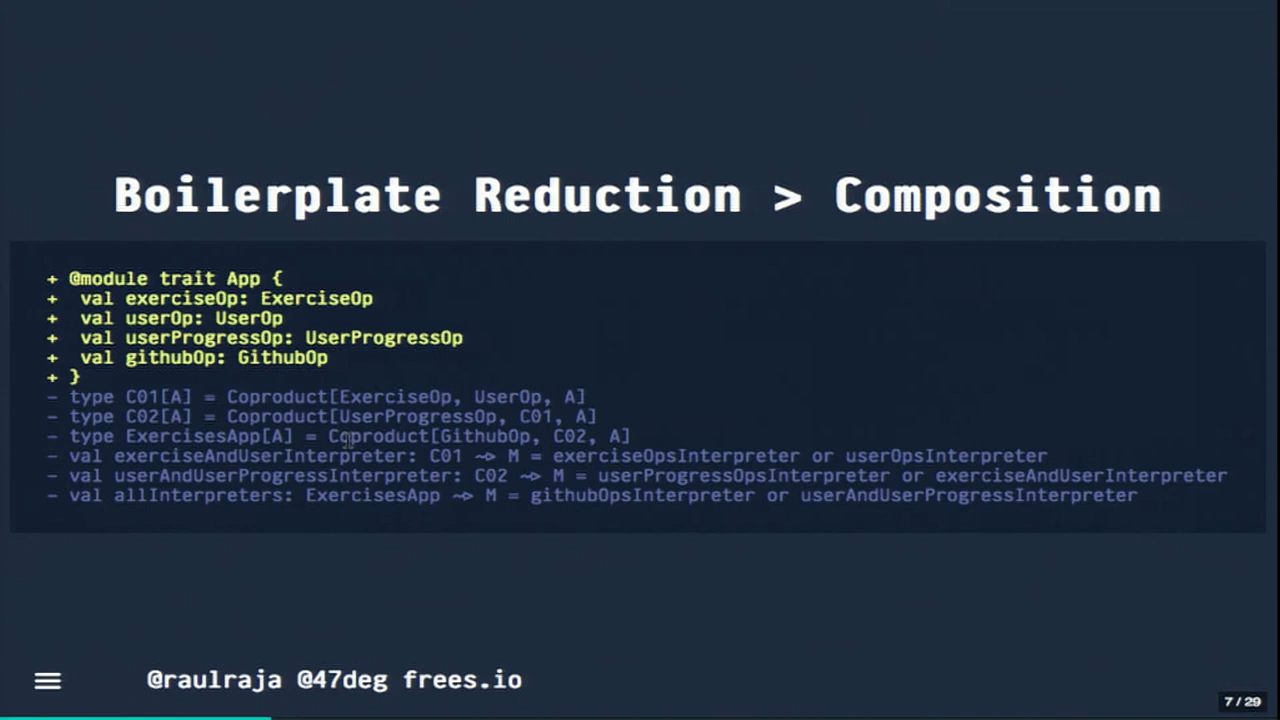 Boilerplate Reduction > Composition
+ @module trait App {
+  val exerciseOp: ExerciseOp
+  val userOp: UserOp
+  val userProgressOp: UserProgressOp
+  val githubOp: GithubOp
+ }
- type C01[A] = Coproduct[ExerciseOp, UserOp, A]
- type C02[A] = Coproduct[UserProgressOp, C01, A]
- type ExercisesApp[A] = Coproduct[GithubOp, C02, A]
- val exerciseAndUserInterpreter: C01 ~> M = exerciseOpsInterpreter or userOpsInterpreter
- val userAndUserProgressInterpreter: C02 ~> M = userProgressOpsInterpreter or exerciseAndUserInterpreter
- val allInterpreters: ExercisesApp ~> M = githubOpsInterpreter or userAndUserProgressInterpreter
@raulraja @47deg frees.io
7 / 29